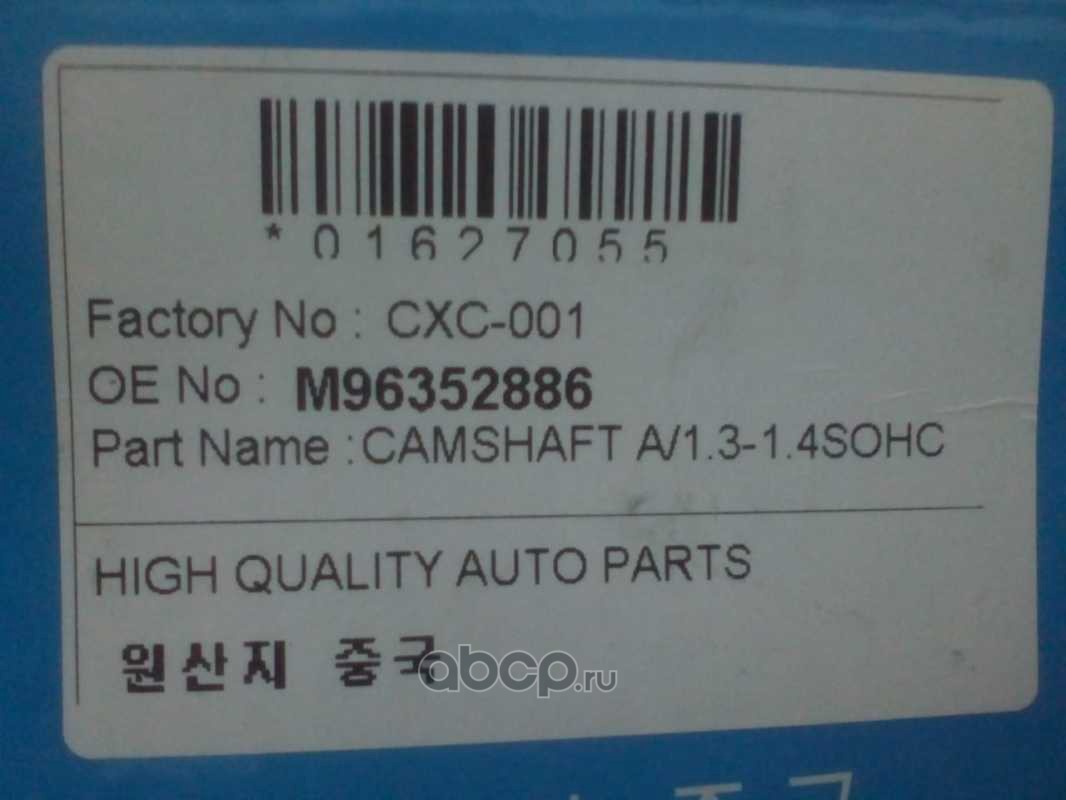 *01627055
Factory No : CXC-001
OE No : M96352886
Part Name :CAMSHAFT A/1.3-1.4SOHC
HIGH QUALITY AUTO PARTS
원산지 중국
abcp.ru